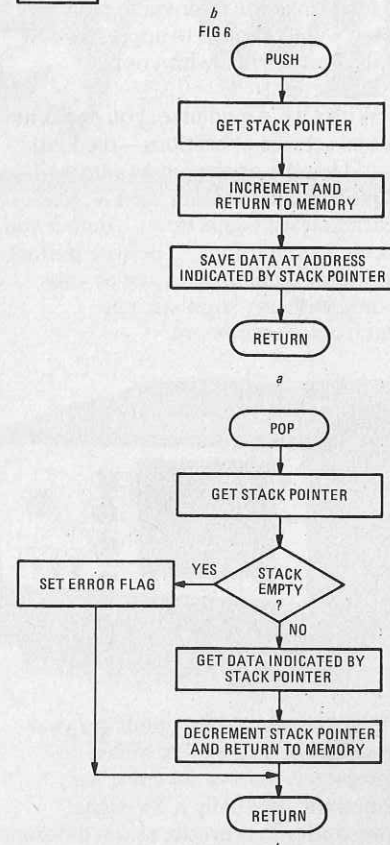 b
FIG 6
PUSH
GET STACK POINTER
INCREMENT AND
RETURN TO MEMORY
SAVE DATA AT ADDRESS
INDICATED BY STACK POINTER
RETURN
a
POP
GET STACK POINTER
STACK
EMPTY
?
YES
SET ERROR FLAG
NO
GET DATA INDICATED BY
STACK POINTER
DECREMENT STACK POINTER
AND RETURN TO MEMORY
RETURN